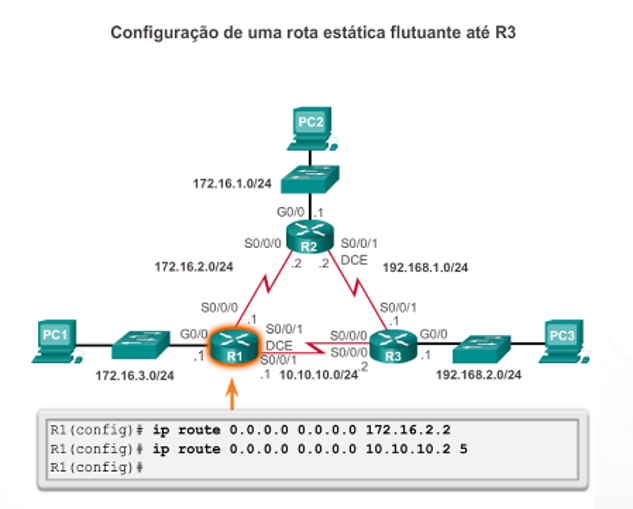 Configuração de uma rota estática flutuante até R3
PC2
172.16.1.0/24
G0/0 .1
S0/0/0 R2 S0/0/1
.2 .2 DCE
172.16.2.0/24 192.168.1.0/24
S0/0/0 S0/0/1
.1 .1
PC1 G0/0 S0/0/1 S0/0/0 G0/0 PC3
DCE
.1 R1 S0/0/1 S0/0/0 R3 .1
.1 .2
172.16.3.0/24 10.10.10.0/24 192.168.2.0/24
R1(config)# ip route 0.0.0.0 0.0.0.0 172.16.2.2
R1(config)# ip route 0.0.0.0 0.0.0.0 10.10.10.2 5
R1(config)#